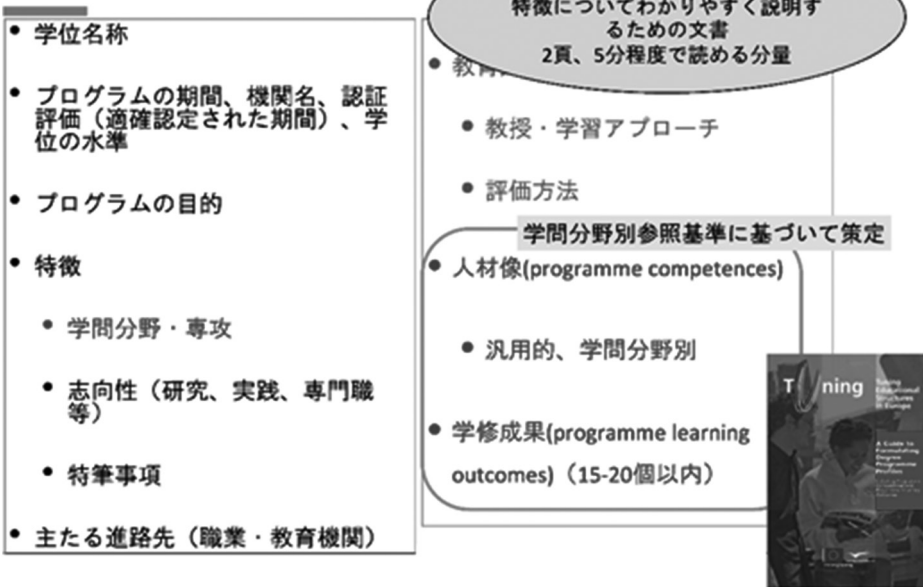 特徴についてわかりやすく説明す
るための文書
2頁、5分程度で読める分量
• 学位名称
• プログラムの期間、機関名、認証
評価（適確認定された期間）、学
位の水準
• プログラムの目的
• 特徴
• 学問分野・専攻
• 志向性（研究、実践、専門職
等）
• 特筆事項
• 主たる進路先（職業・教育機関）
• 教授・学習アプローチ
• 評価方法
学問分野別参照基準に基づいて策定
• 人材像(programme competences)
• 汎用的、学問分野別
• 学修成果(programme learning
outcomes)（15-20個以内）
Tuning
Tuning
Educational
Structures
in Europe
A Guide to
Formulating
Degree
Programme
Profiles